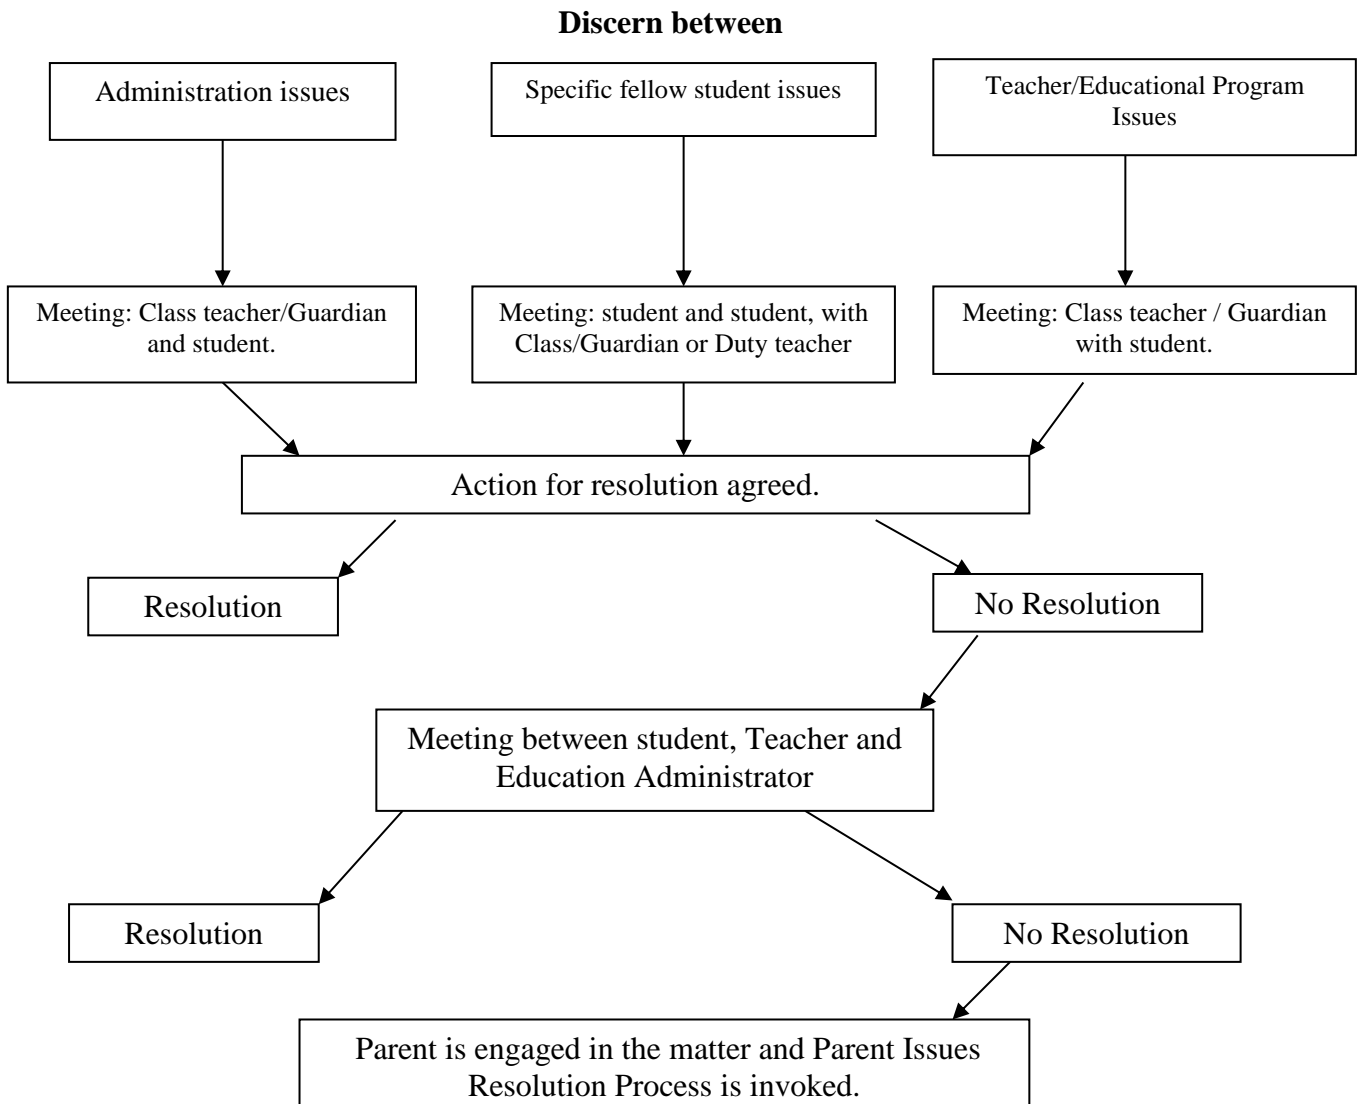 Discern between
Administration issues
Specific fellow student issues
Teacher/Educational Program
Issues
Meeting: Class teacher/Guardian
and student.
Meeting: student and student, with
Class/Guardian or Duty teacher
Meeting: Class teacher / Guardian
with student.
Action for resolution agreed.
Resolution
No Resolution
Meeting between student, Teacher and
Education Administrator
Resolution
No Resolution
Parent is engaged in the matter and Parent Issues
Resolution Process is invoked.